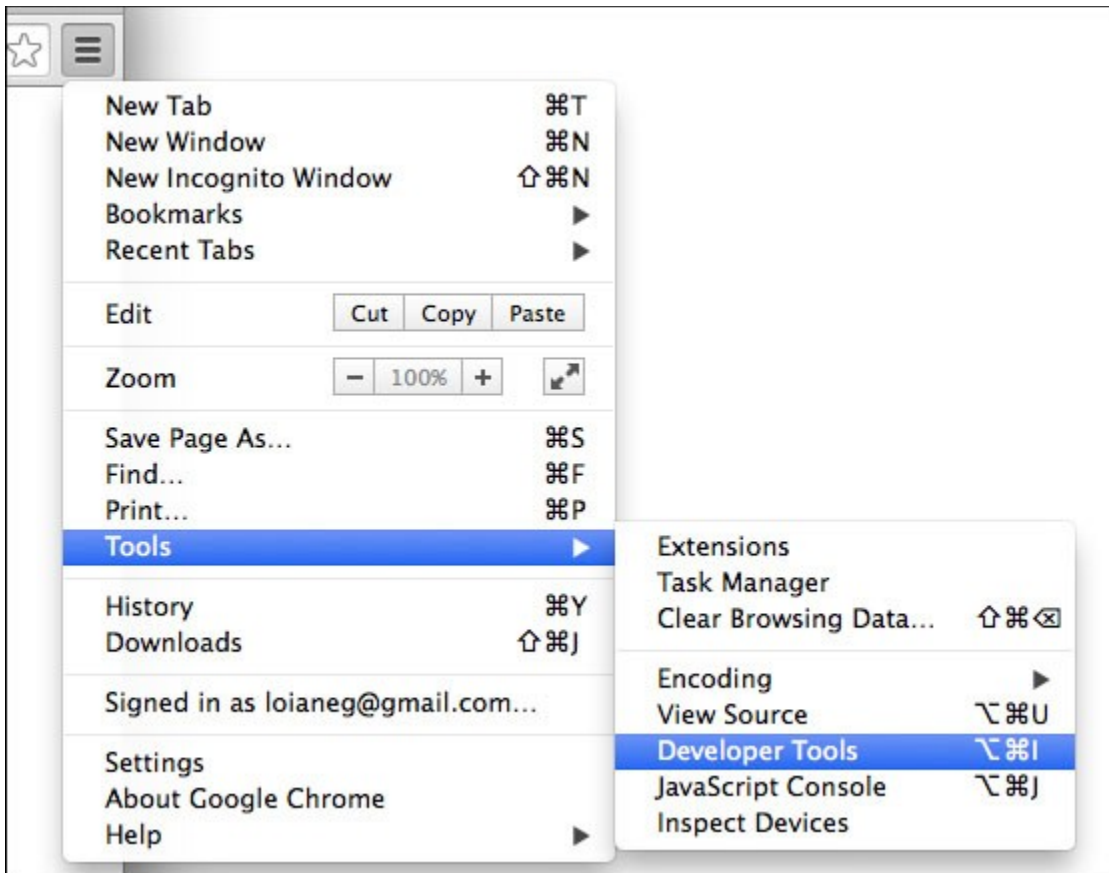 New Tab ⌘T
New Window ⌘N
New Incognito Window ⇧⌘N
Bookmarks ▶
Recent Tabs ▶
Edit Cut Copy Paste
Zoom − 100% +
Save Page As... ⌘S
Find... ⌘F
Print... ⌘P
Tools ▶
History ⌘Y
Downloads ⇧⌘J
Signed in as loianeg@gmail.com...
Settings
About Google Chrome
Help ▶
Extensions
Task Manager
Clear Browsing Data... ⇧⌘⌫
Encoding ▶
View Source ⌥⌘U
Developer Tools ⌥⌘I
JavaScript Console ⌥⌘J
Inspect Devices